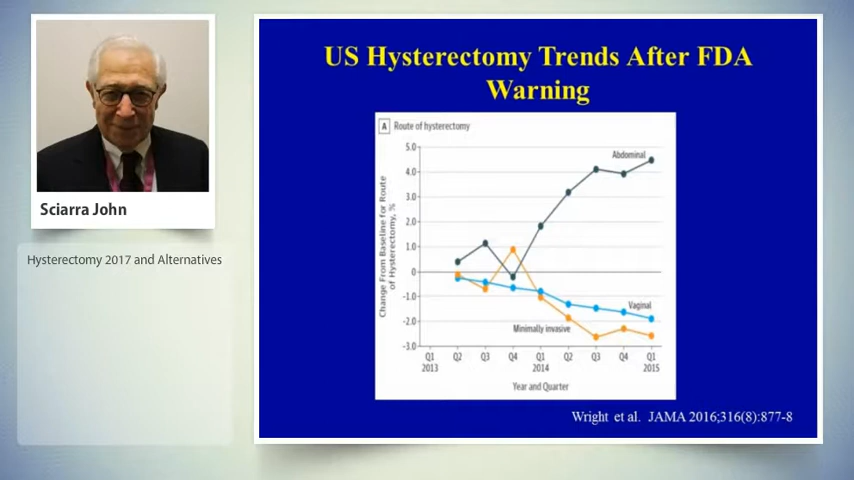 Sciarra John
Hysterectomy 2017 and Alternatives
US Hysterectomy Trends After FDA
Warning
A Route of hysterectomy
Change From Baseline for Route
of Hysterectomy, %
5.0
4.0
3.0
2.0
1.0
0
-1.0
-2.0
-3.0
Abdominal
Vaginal
Minimally invasive
Q1 Q2 Q3 Q4 Q1 Q2 Q3 Q4 Q1
2013 2014 2015
Year and Quarter
Wright et al. JAMA 2016;316(8):877-8